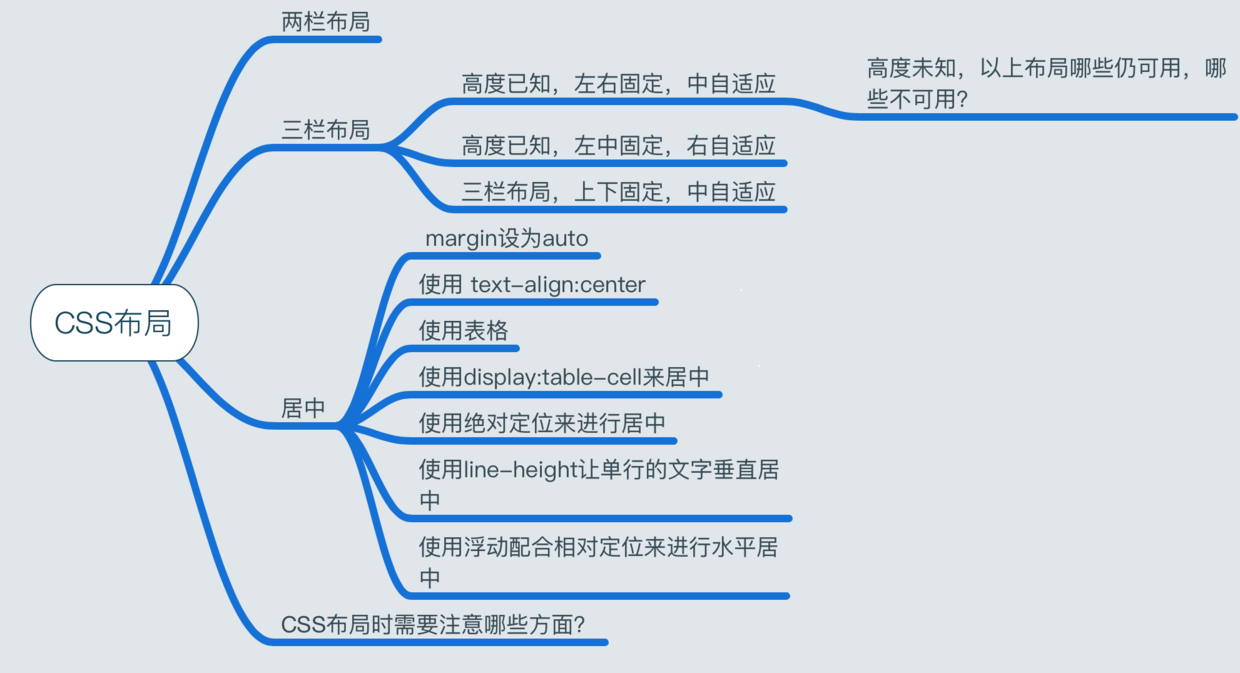 两栏布局
三栏布局
高度已知，左右固定，中自适应
高度未知，以上布局哪些仍可用，哪
些不可用？
高度已知，左中固定，右自适应
三栏布局，上下固定，中自适应
CSS布局
居中
margin设为auto
使用 text-align:center
使用表格
使用display:table-cell来居中
使用绝对定位来进行居中
使用line-height让单行的文字垂直居
中
使用浮动配合相对定位来进行水平居
中
CSS布局时需要注意哪些方面？